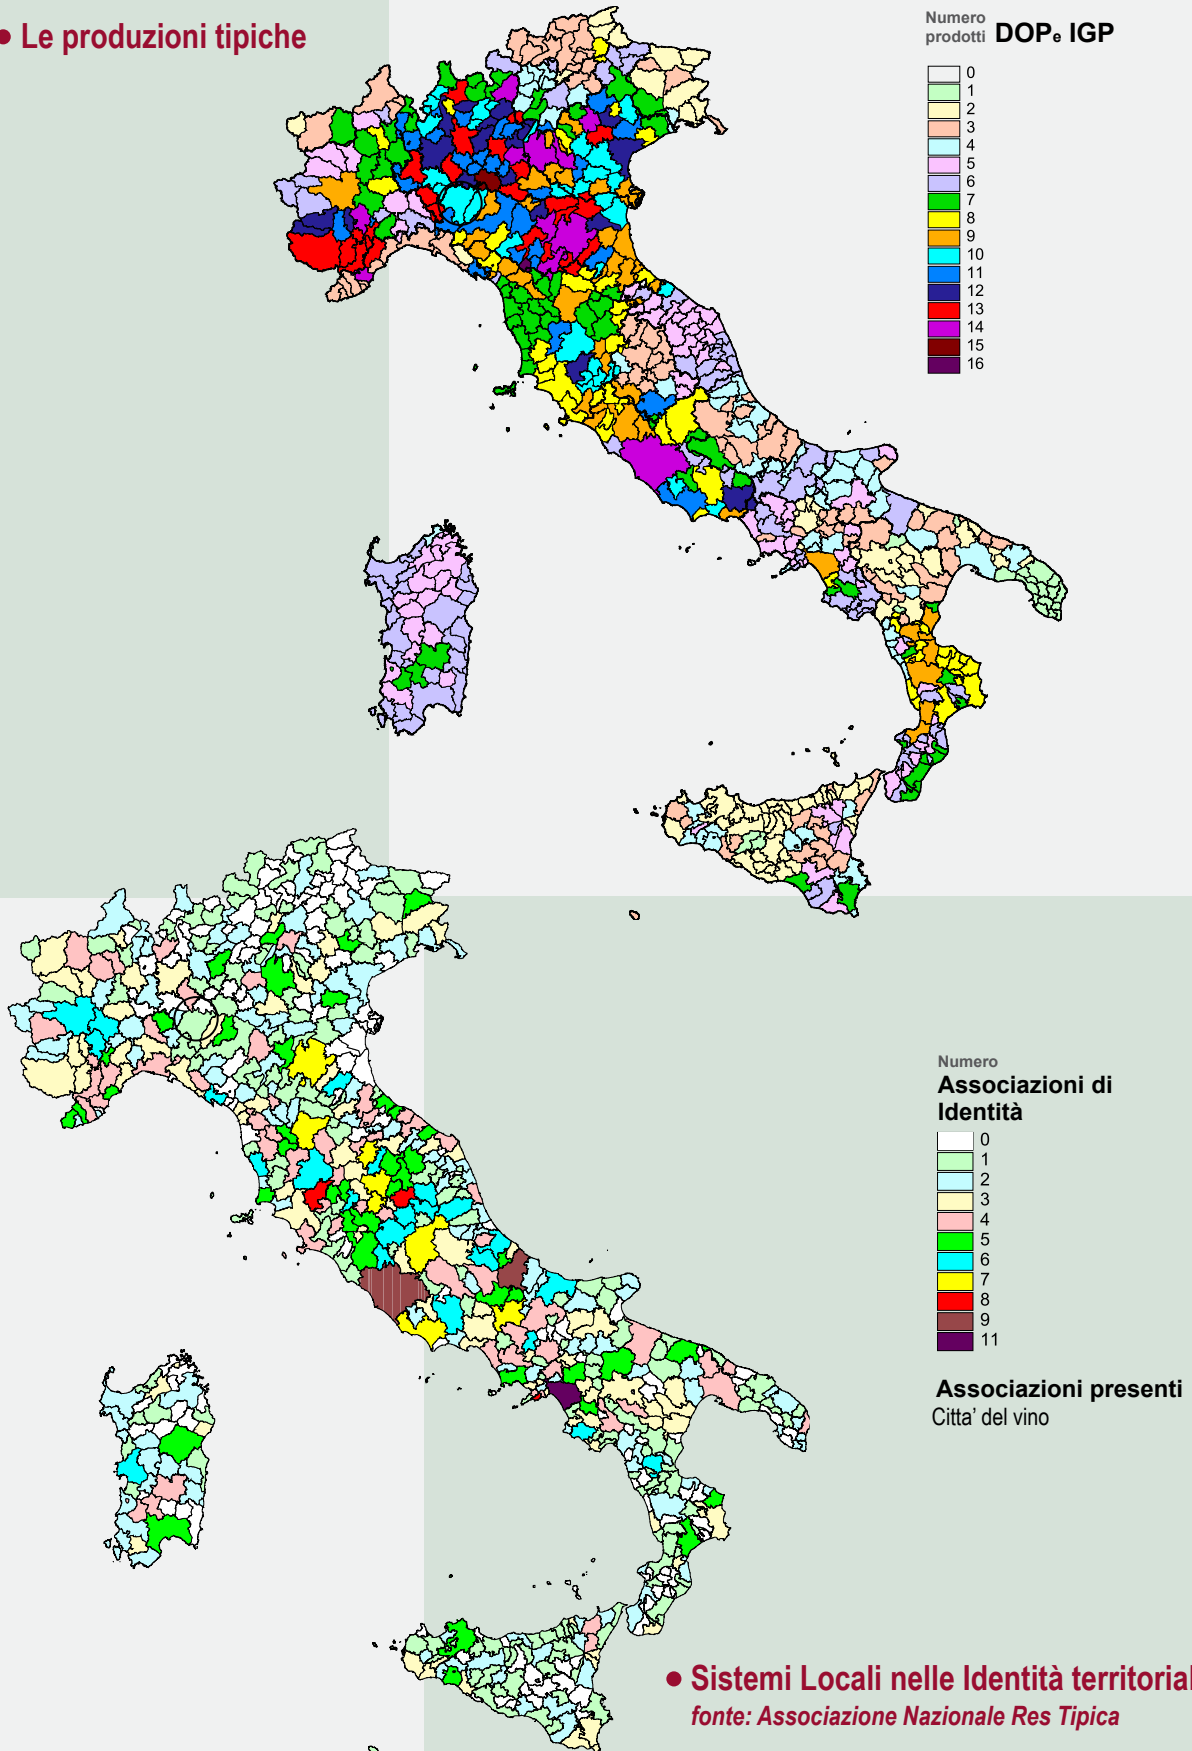 • Le produzioni tipiche
Numero
prodotti DOPe IGP
0
1
2
3
4
5
6
7
8
9
10
11
12
13
14
15
16
Numero
Associazioni di
Identità
0
1
2
3
4
5
6
7
8
9
11
Associazioni presenti
Citta' del vino
• Sistemi Locali nelle Identità territorial
fonte: Associazione Nazionale Res Tipica